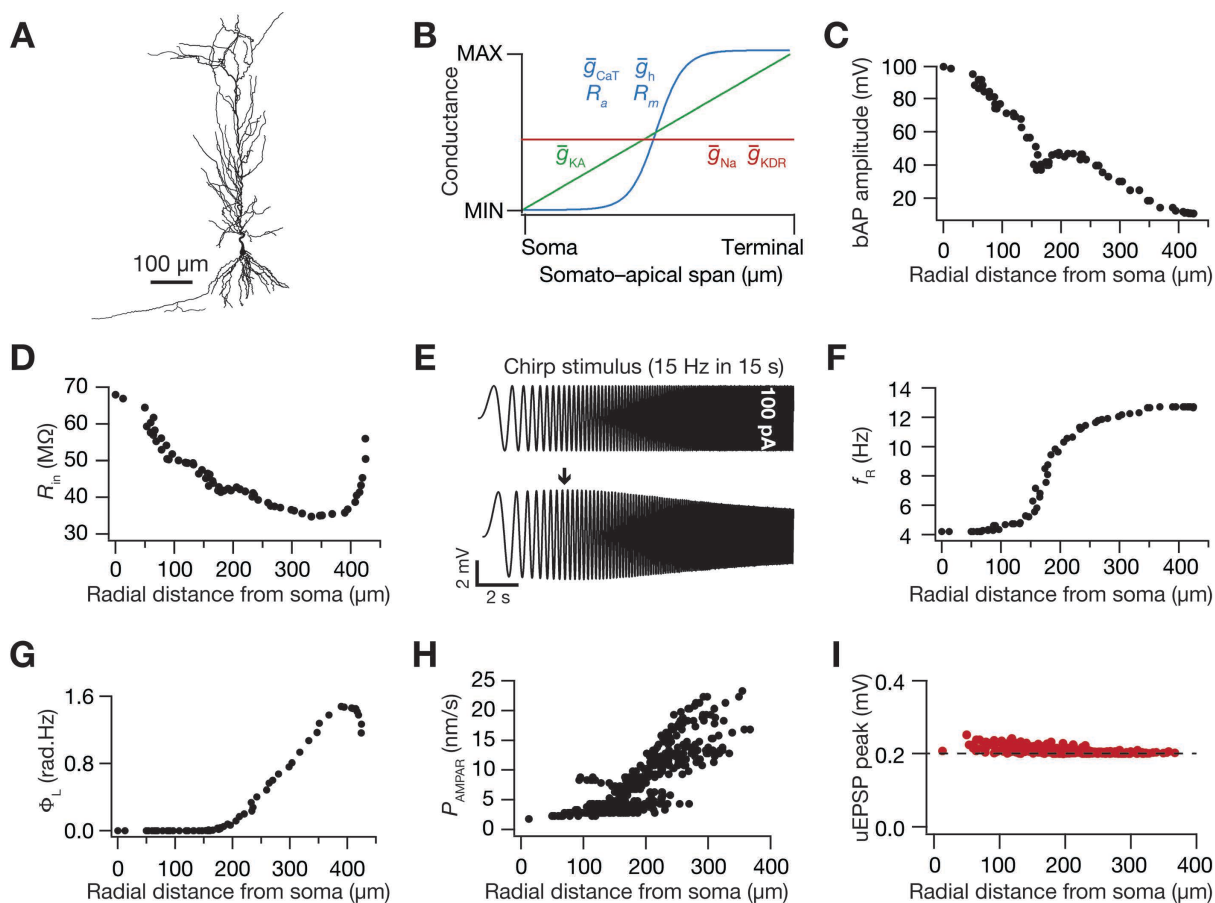 A
100 µm
B
MAX
MIN
Conductance
g̅CaT g̅h
Ra Rm
g̅KA
g̅Na g̅KDR
Soma Terminal
Somato–apical span (µm)
C
bAP amplitude (mV)
100
80
60
40
20
0 100 200 300 400
Radial distance from soma (µm)
D
Rin (MΩ)
70
60
50
40
30
0 100 200 300 400
Radial distance from soma (µm)
E
Chirp stimulus (15 Hz in 15 s)
100 pA
2 mV
2 s
F
fR (Hz)
14
12
10
8
6
4
0 100 200 300 400
Radial distance from soma (µm)
G
ΦL (rad.Hz)
1.6
0.8
0.0
0 100 200 300 400
Radial distance from soma (µm)
H
PAMPAR (nm/s)
25
20
15
10
5
0
0 100 200 300 400
Radial distance from soma (µm)
I
uEPSP peak (mV)
0.4
0.2
0.0
0 100 200 300 400
Radial distance from soma (µm)